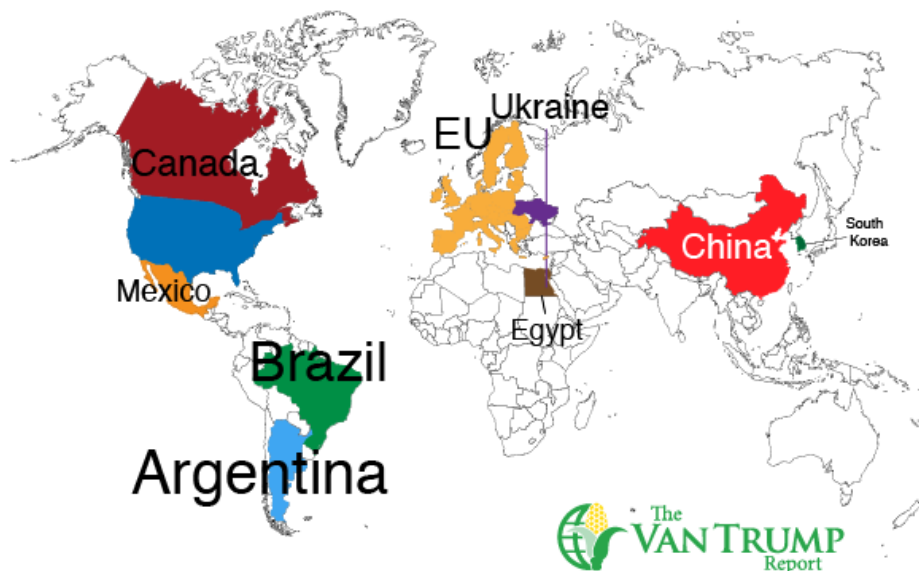 Ukraine
EU
Canada
South
Korea
China
Mexico
Egypt
Brazil
Argentina
The
VAN TRUMP
Report